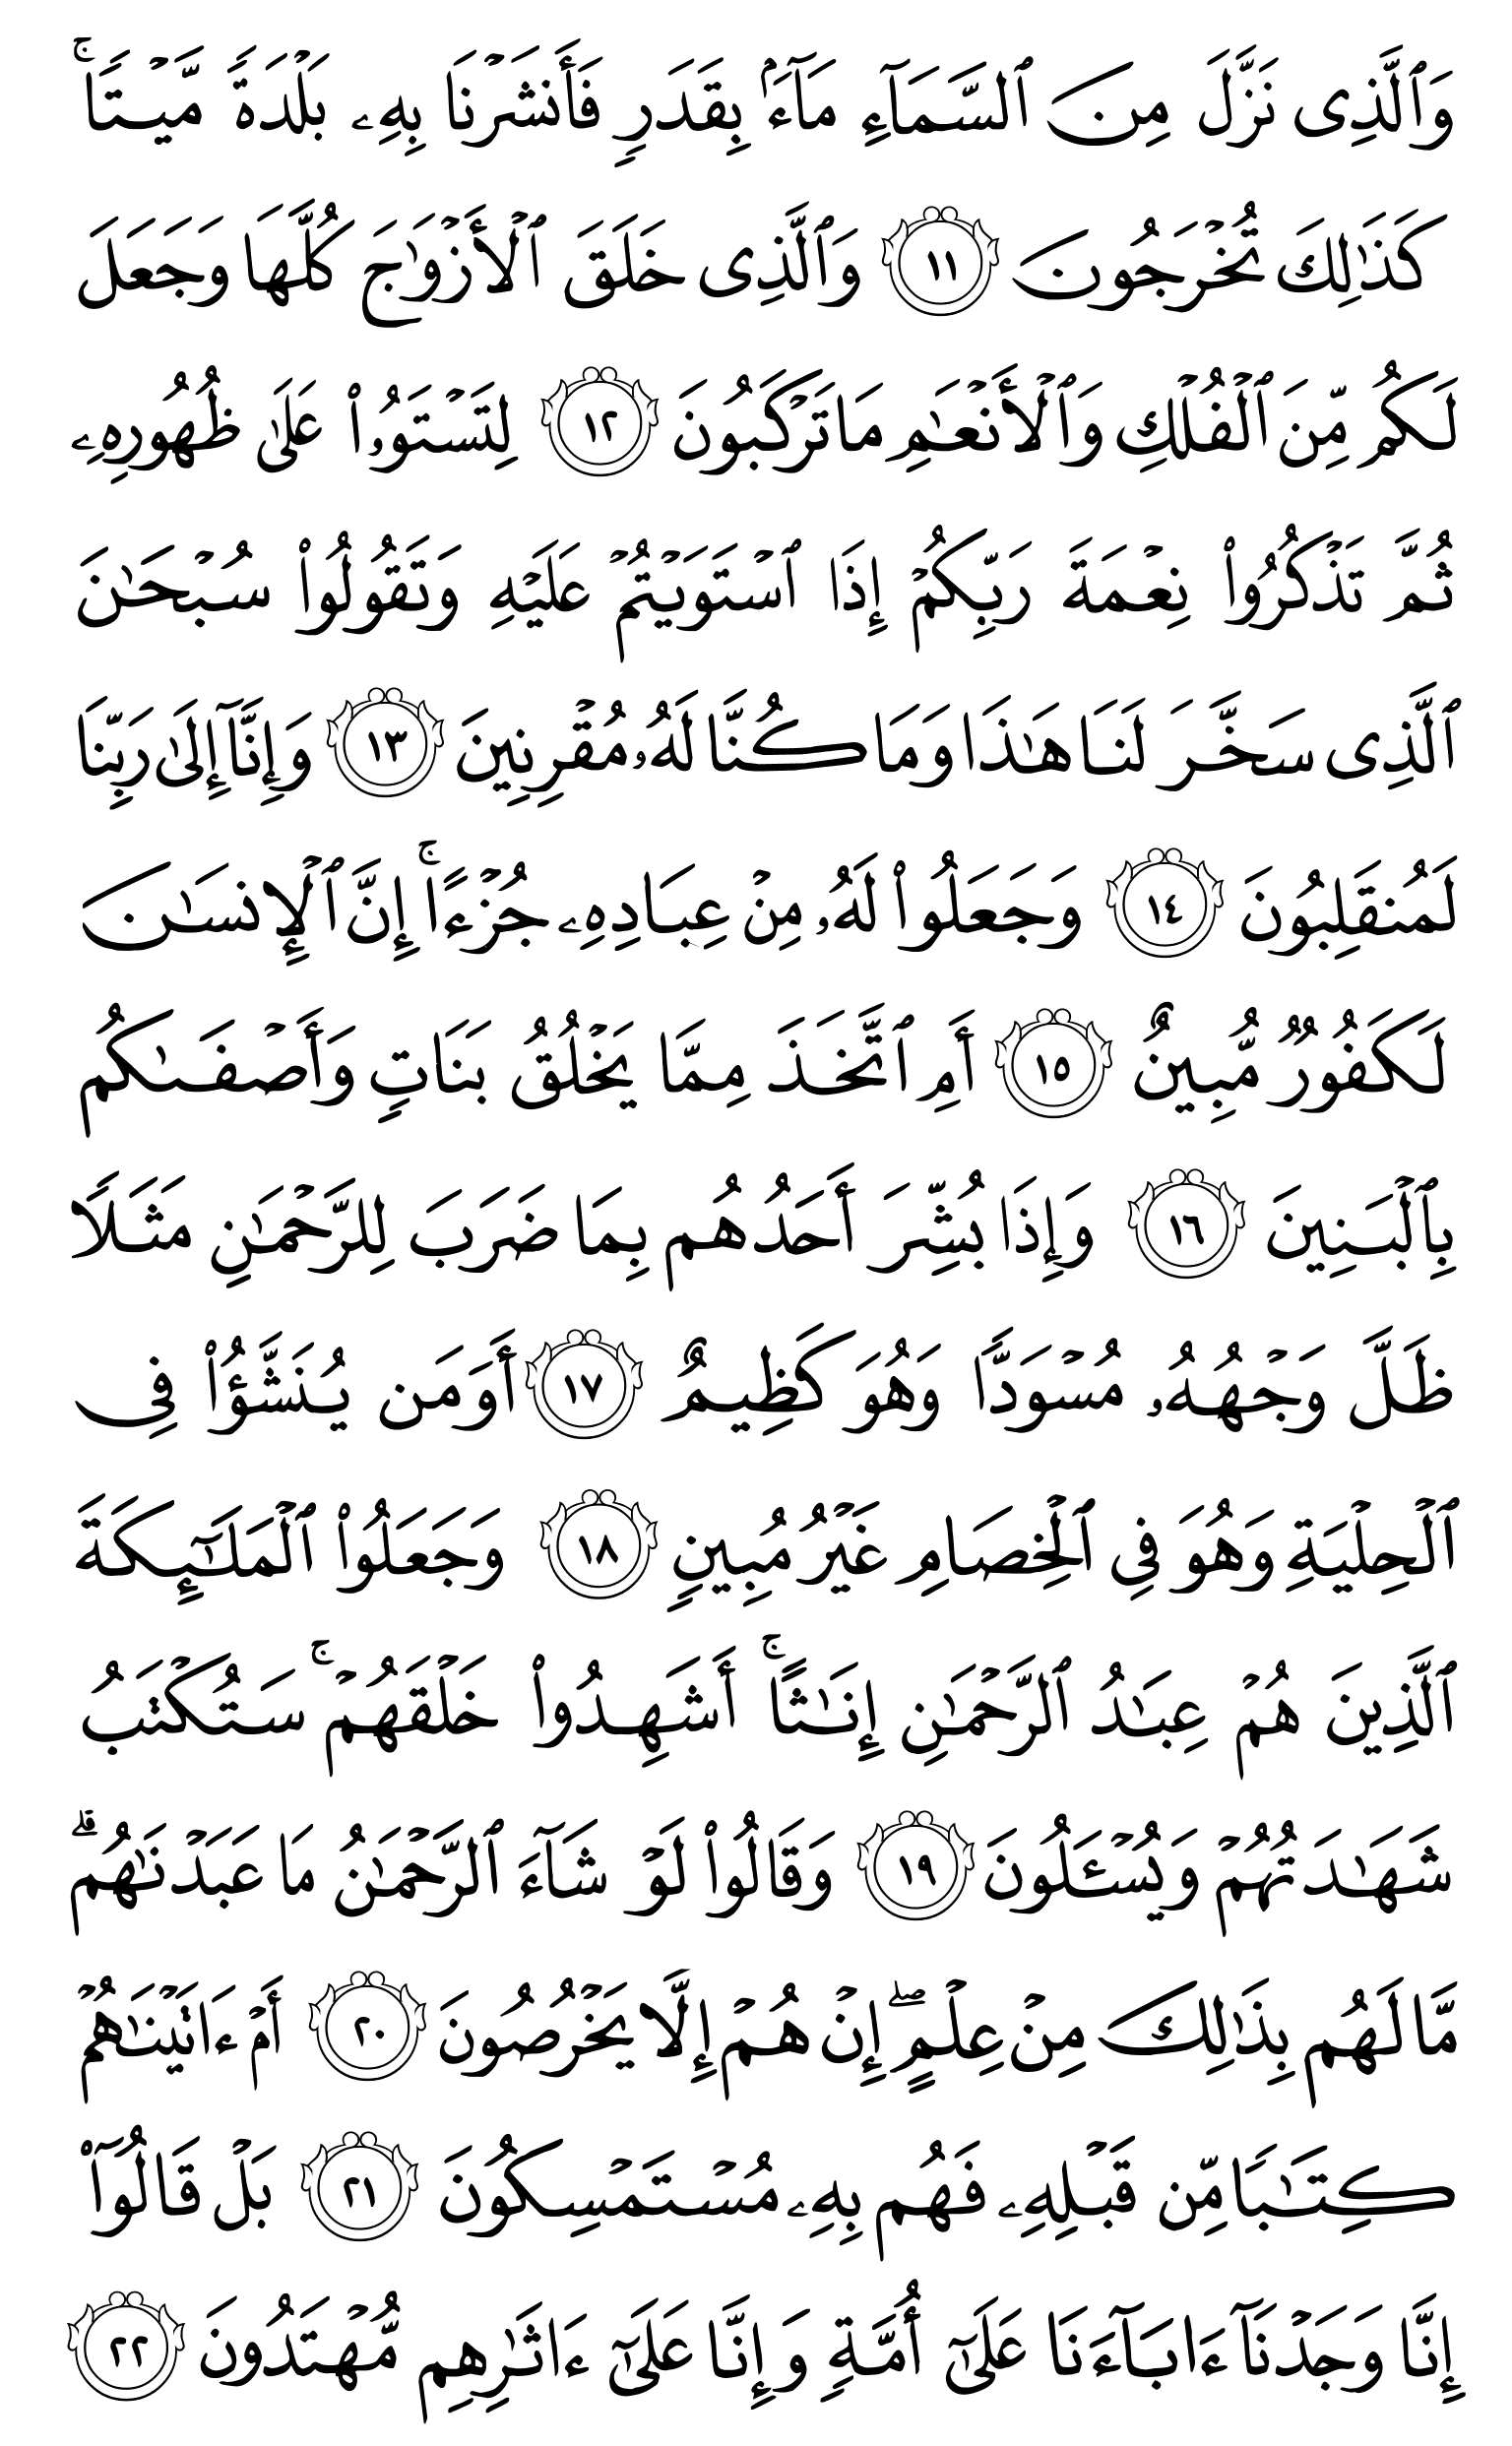 وَٱلَّذِى نَزَّلَ مِنَ ٱلسَّمَآءِ مَآءًۢ بِقَدَرٍ فَأَنشَرْنَا بِهِۦ بَلْدَةً مَّيْتًا ۚ
كَذَٰلِكَ تُخْرَجُونَ ١١ وَٱلَّذِى خَلَقَ ٱلْأَزْوَٰجَ كُلَّهَا وَجَعَلَ
لَكُم مِّنَ ٱلْفُلْكِ وَٱلْأَنْعَـٰمِ مَا تَرْكَبُونَ ١٢ لِتَسْتَوُۥا۟ عَلَىٰ ظُهُورِهِۦ
ثُمَّ تَذْكُرُوا۟ نِعْمَةَ رَبِّكُمْ إِذَا ٱسْتَوَيْتُمْ عَلَيْهِ وَتَقُولُوا۟ سُبْحَـٰنَ
ٱلَّذِى سَخَّرَ لَنَا هَـٰذَا وَمَا كُنَّا لَهُۥ مُقْرِنِينَ ١٣ وَإِنَّآ إِلَىٰ رَبِّنَا
لَمُنقَلِبُونَ ١٤ وَجَعَلُوا۟ لَهُۥ مِنْ عِبَادِهِۦ جُزْءًا ۚ إِنَّ ٱلْإِنسَـٰنَ
لَكَفُورٌ مُّبِينٌ ١٥ أَمِ ٱتَّخَذَ مِمَّا يَخْلُقُ بَنَاتٍ وَأَصْفَىٰكُم
بِٱلْبَنِينَ ١٦ وَإِذَا بُشِّرَ أَحَدُهُم بِمَا ضَرَبَ لِلرَّحْمَـٰنِ مَثَلًا
ظَلَّ وَجْهُهُۥ مُسْوَدًّا وَهُوَ كَظِيمٌ ١٧ أَوَمَن يُنَشَّؤُا۟ فِى
ٱلْحِلْيَةِ وَهُوَ فِى ٱلْخِصَامِ غَيْرُ مُبِينٍ ١٨ وَجَعَلُوا۟ ٱلْمَلَـٰٓئِكَةَ
ٱلَّذِينَ هُمْ عِبَـٰدُ ٱلرَّحْمَـٰنِ إِنَـٰثًا ۚ أَشَهِدُوا۟ خَلْقَهُمْ ۚ سَتُكْتَبُ
شَهَـٰدَتُهُمْ وَيُسْـَٔلُونَ ١٩ وَقَالُوا۟ لَوْ شَآءَ ٱلرَّحْمَـٰنُ مَا عَبَدْنَـٰهُم ۗ
مَّا لَهُم بِذَٰلِكَ مِنْ عِلْمٍ ۖ إِنْ هُمْ إِلَّا يَخْرُصُونَ ٢٠ أَمْ ءَاتَيْنَـٰهُمْ
كِتَـٰبًا مِّن قَبْلِهِۦ فَهُم بِهِۦ مُسْتَمْسِكُونَ ٢١ بَلْ قَالُوٓا۟
إِنَّا وَجَدْنَآ ءَابَآءَنَا عَلَىٰٓ أُمَّةٍ وَإِنَّا عَلَىٰٓ ءَاثَـٰرِهِم مُّهْتَدُونَ ٢٢